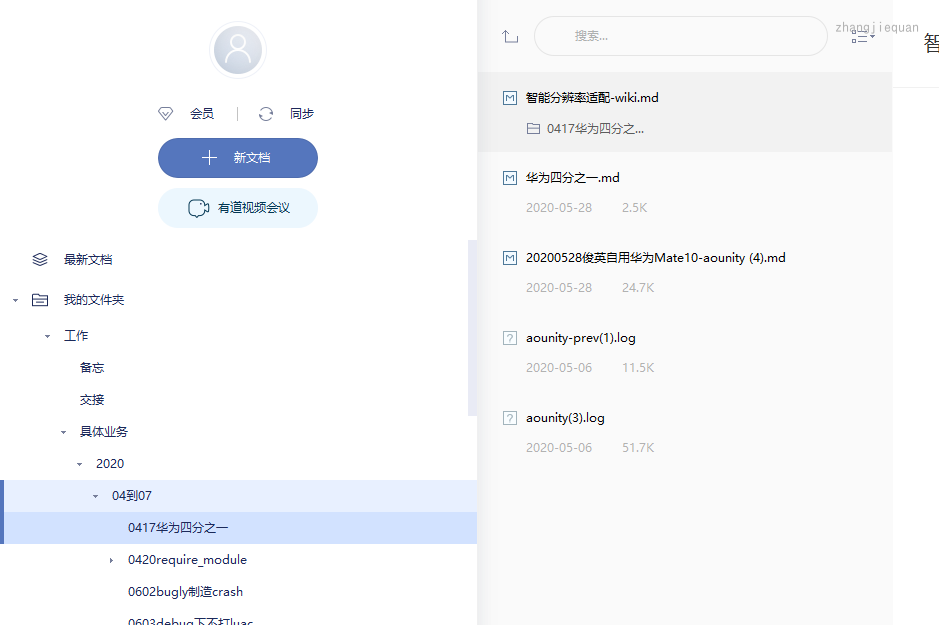 会员
同步
新文档
有道视频会议
最新文档
我的文件夹
工作
备忘
交接
具体业务
2020
04到07
0417华为四分之一
0420require_module
0602bugly制造crash
0603debug下不打luac
搜索...
zhangjiequan
智能分辨率适配-wiki.md
0417华为四分之...
华为四分之一.md
2020-05-28 2.5K
20200528俊英自用华为Mate10-aounity (4).md
2020-05-28 24.7K
aounity-prev(1).log
2020-05-06 11.5K
aounity(3).log
2020-05-06 51.7K
智